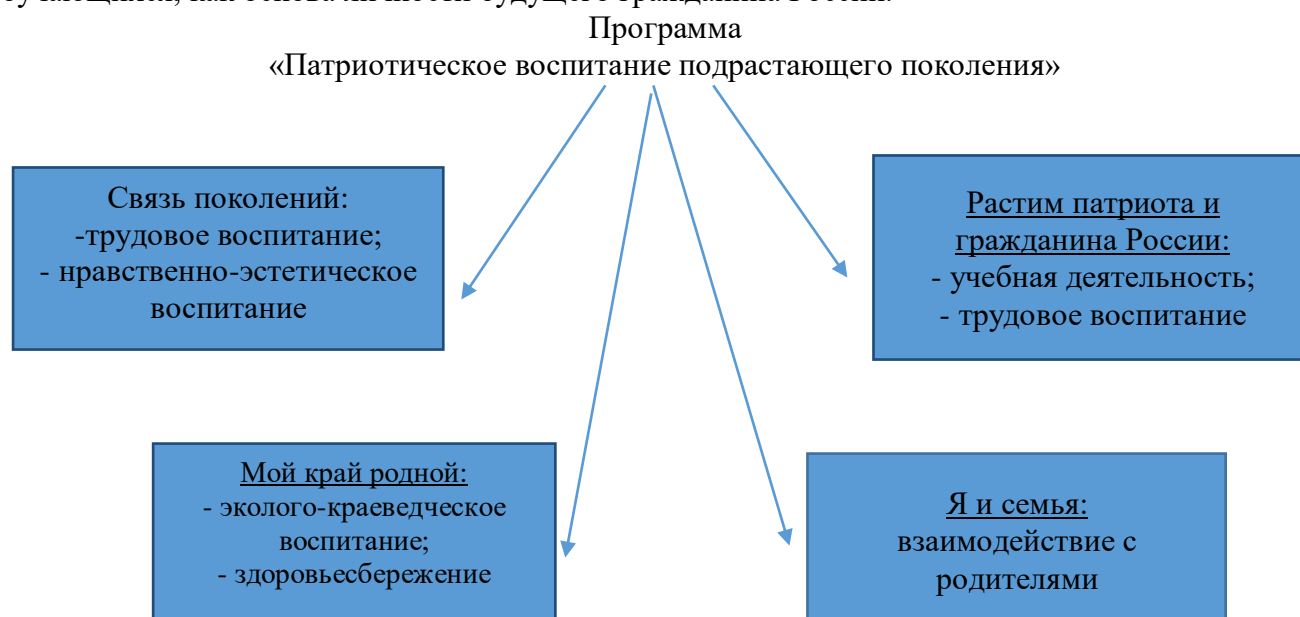 Программа
«Патриотическое воспитание подрастающего поколения»
Связь поколений:
-трудовое воспитание;
- нравственно-эстетическое
воспитание
Растим патриота и
гражданина России:
- учебная деятельность;
- трудовое воспитание
Мой край родной:
- эколого-краеведческое
воспитание;
- здоровьесбережение
Я и семья:
взаимодействие с
родителями